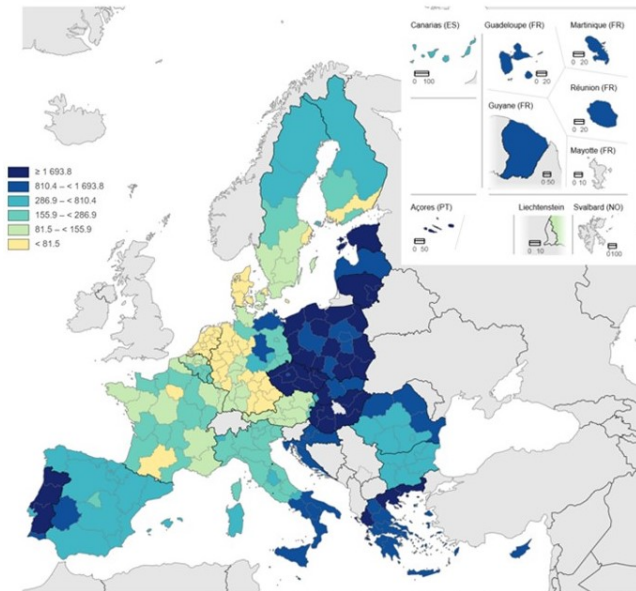 Canarias (ES)
0 100
Guadeloupe (FR)
0 20
Martinique (FR)
0 20
Guyane (FR)
0 50
Réunion (FR)
0 20
Mayotte (FR)
0 10
Açores (PT)
0 50
Liechtenstein
0 10
Svalbard (NO)
0 100
≥ 1 693.8
810.4 – < 1 693.8
286.9 – < 810.4
155.9 – < 286.9
81.5 – < 155.9
< 81.5